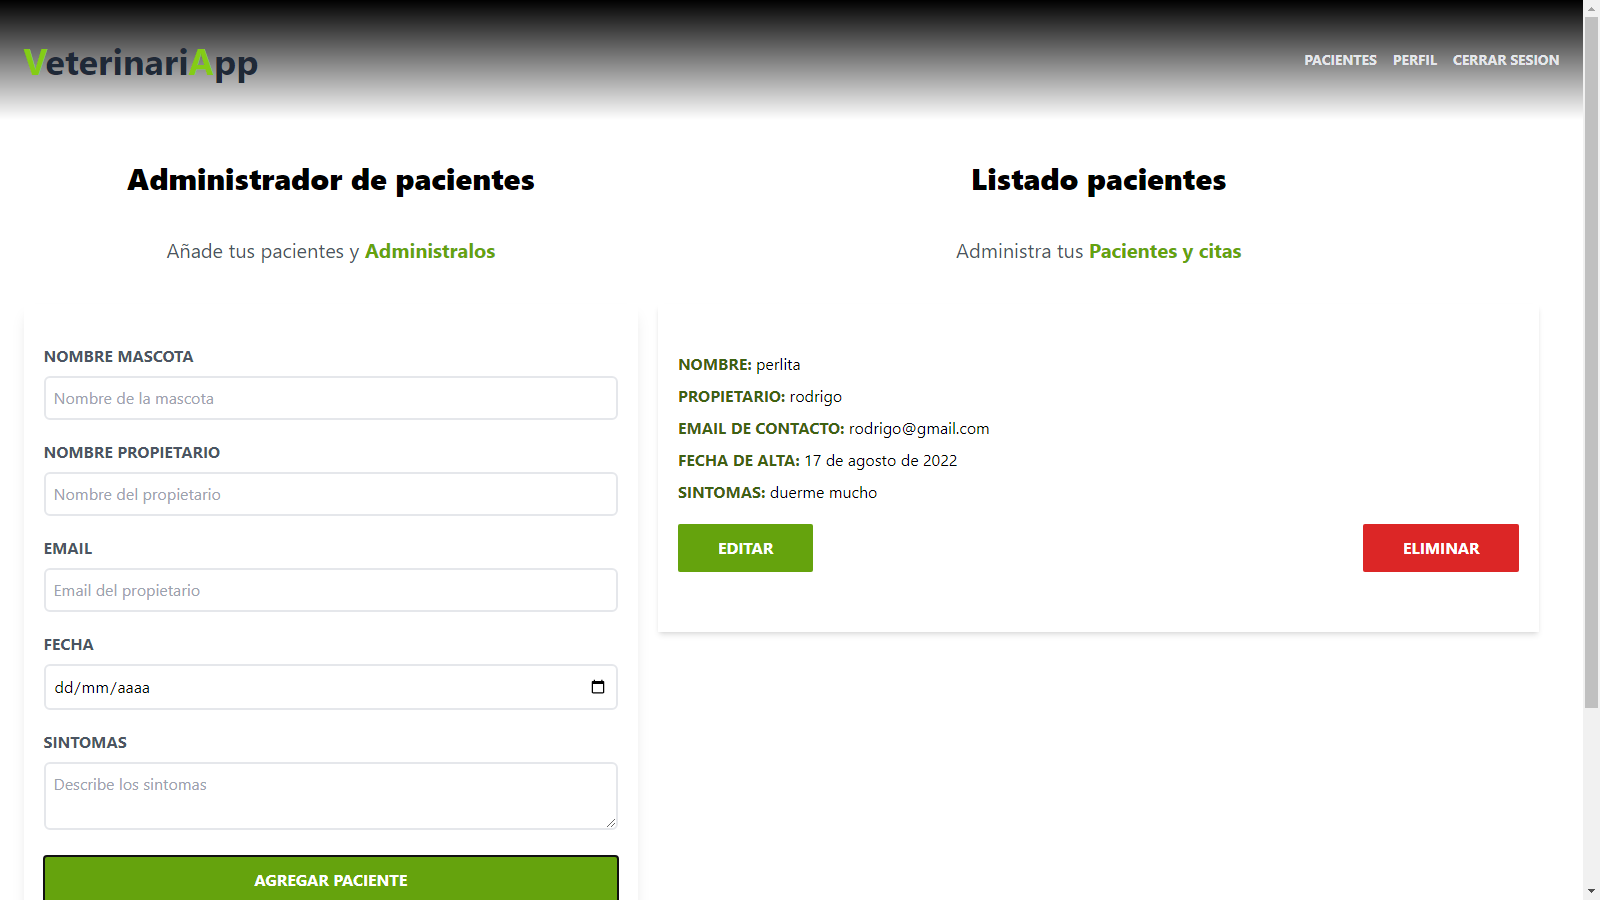 VeterinariApp
PACIENTES PERFIL CERRAR SESION
Administrador de pacientes
Añade tus pacientes y Administralos
NOMBRE MASCOTA
Nombre de la mascota
NOMBRE PROPIETARIO
Nombre del propietario
EMAIL
Email del propietario
FECHA
dd/mm/aaaa
SINTOMAS
Describe los sintomas
AGREGAR PACIENTE
Listado pacientes
Administra tus Pacientes y citas
NOMBRE: perlita
PROPIETARIO: rodrigo
EMAIL DE CONTACTO: rodrigo@gmail.com
FECHA DE ALTA: 17 de agosto de 2022
SINTOMAS: duerme mucho
EDITAR
ELIMINAR